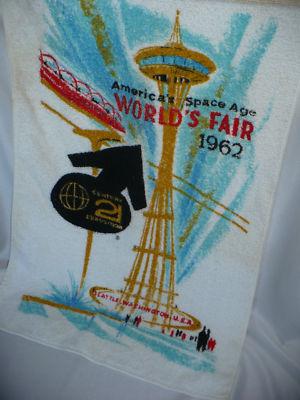 America's Space Age
WORLD'S FAIR
1962
CENTURY
21
EXPOSITION
®
SEATTLE, WASHINGTON, U.S.A.